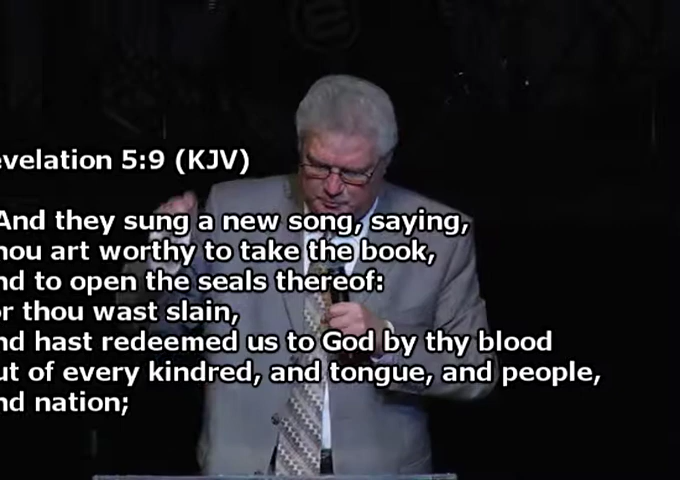 velation 5:9 (KJV)
And they sung a new song, saying,
hou art worthy to take the book,
nd to open the seals thereof:
r thou wast slain,
nd hast redeemed us to God by thy blood
ut of every kindred, and tongue, and people,
nd nation;